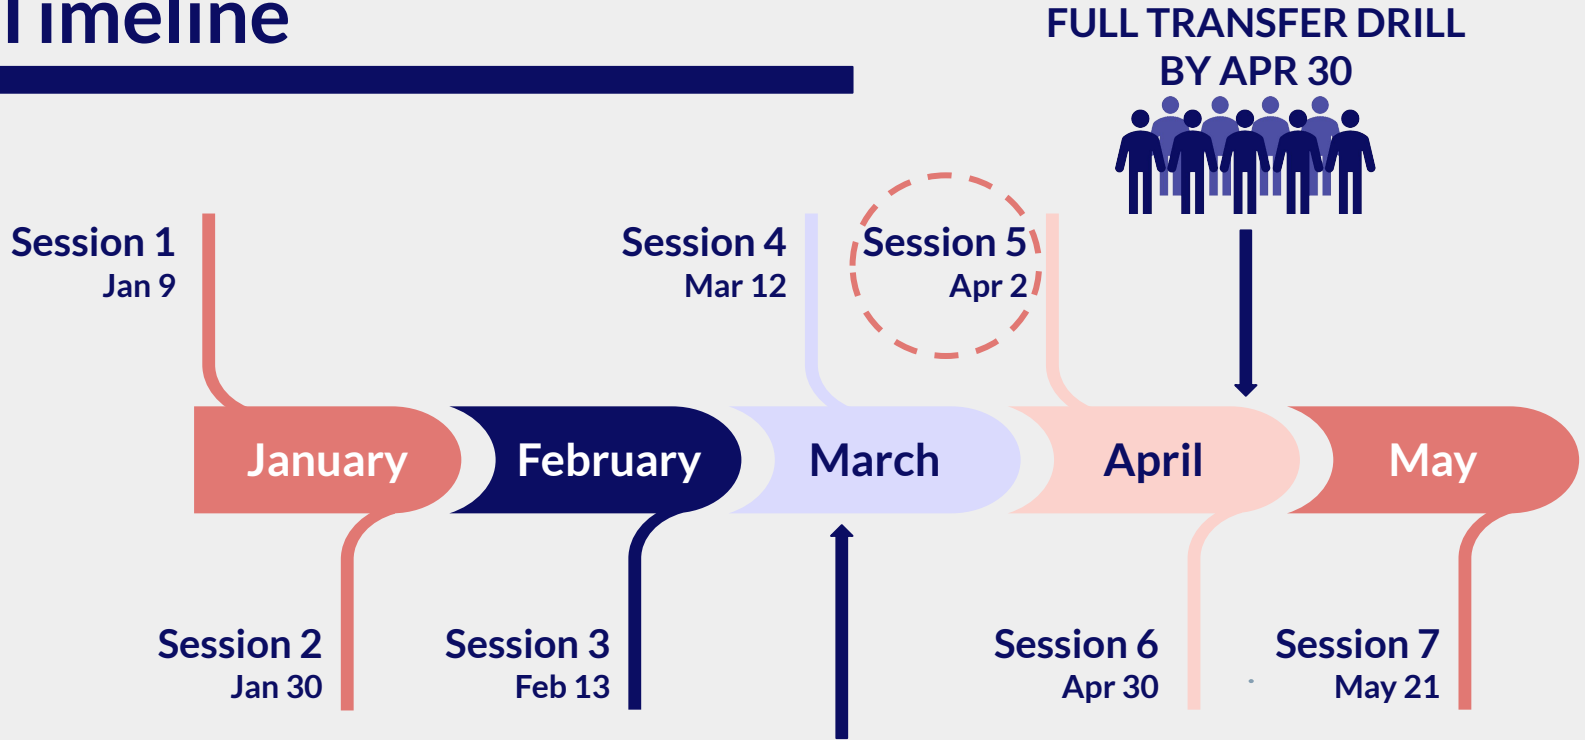 Timeline
FULL TRANSFER DRILL
BY APR 30
Session 1
Jan 9
Session 4
Mar 12
Session 5
Apr 2
January
February
March
April
May
Session 2
Jan 30
Session 3
Feb 13
Session 6
Apr 30
Session 7
May 21